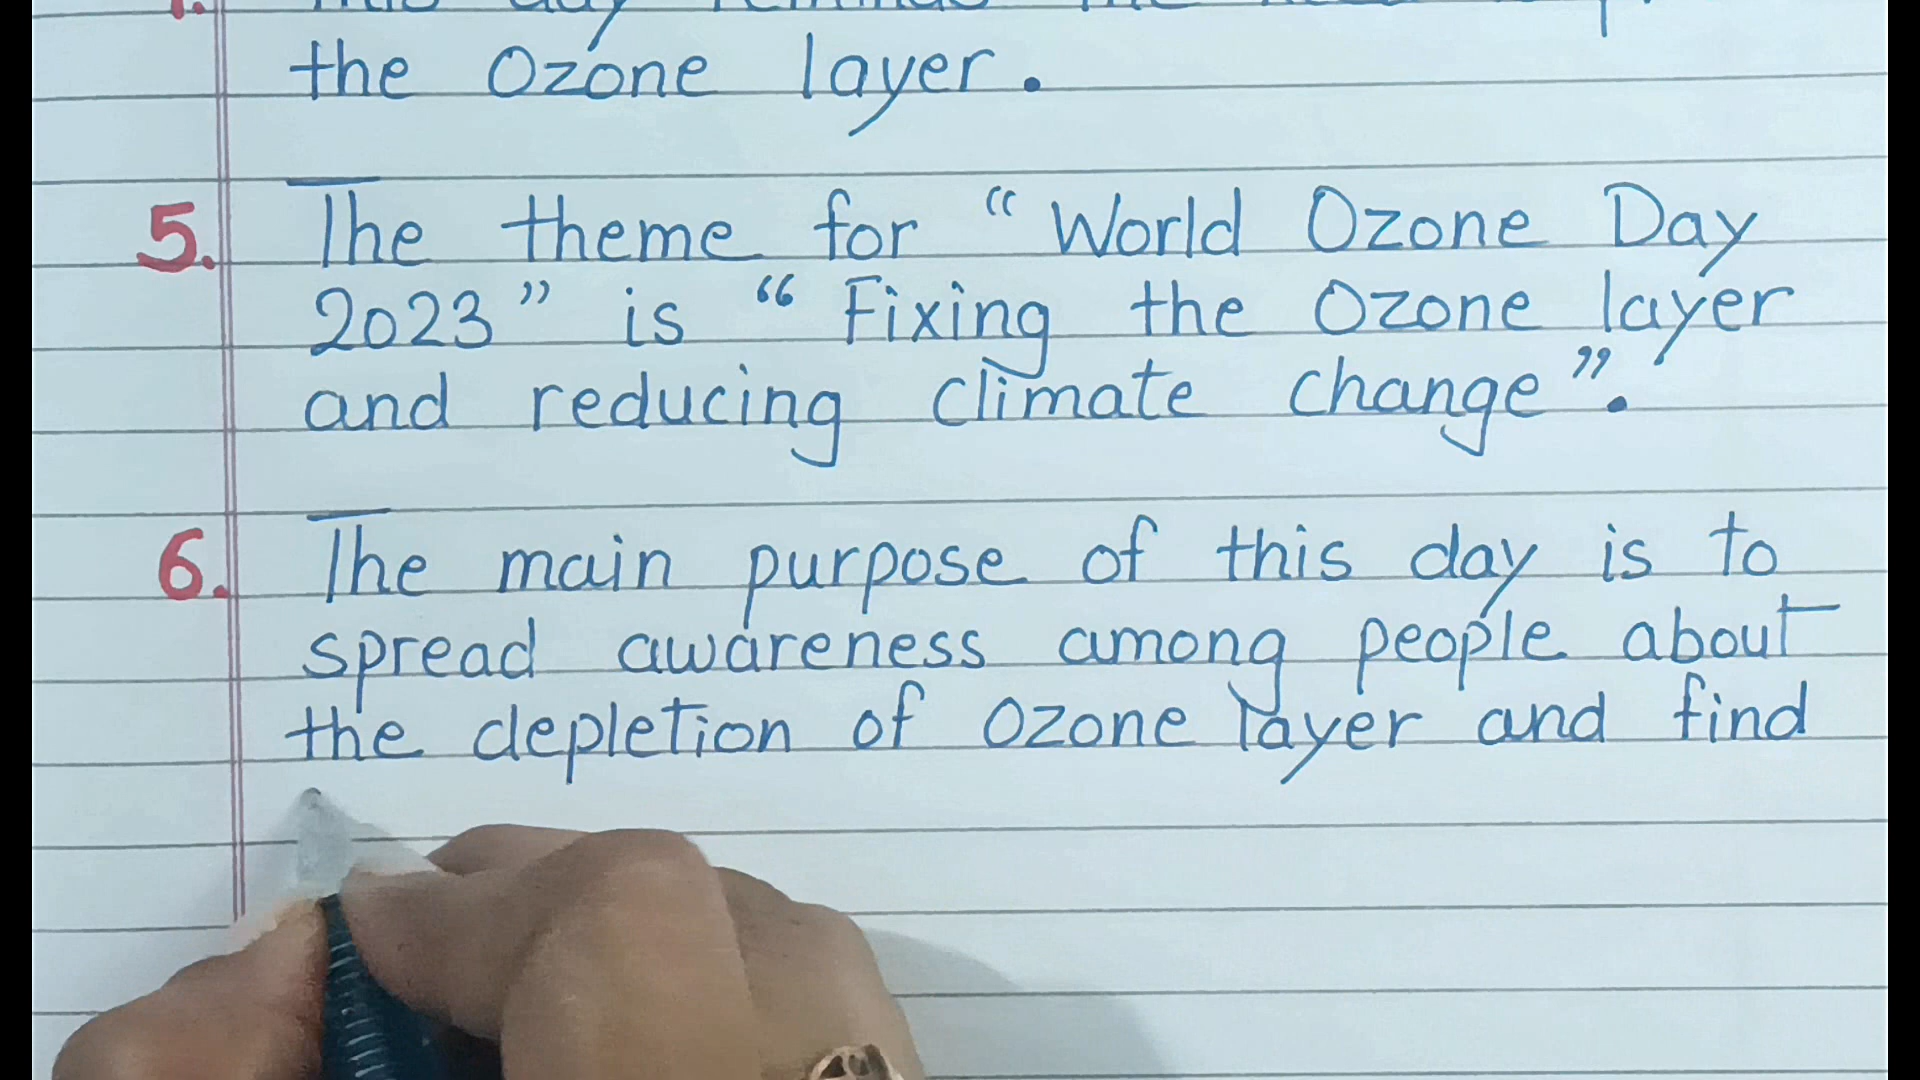 the Ozone layer.
5. The theme for “World Ozone Day
2023” is “Fixing the Ozone layer
and reducing climate change”.
6. The main purpose of this day is to
spread awareness among people about
the depletion of Ozone layer and find